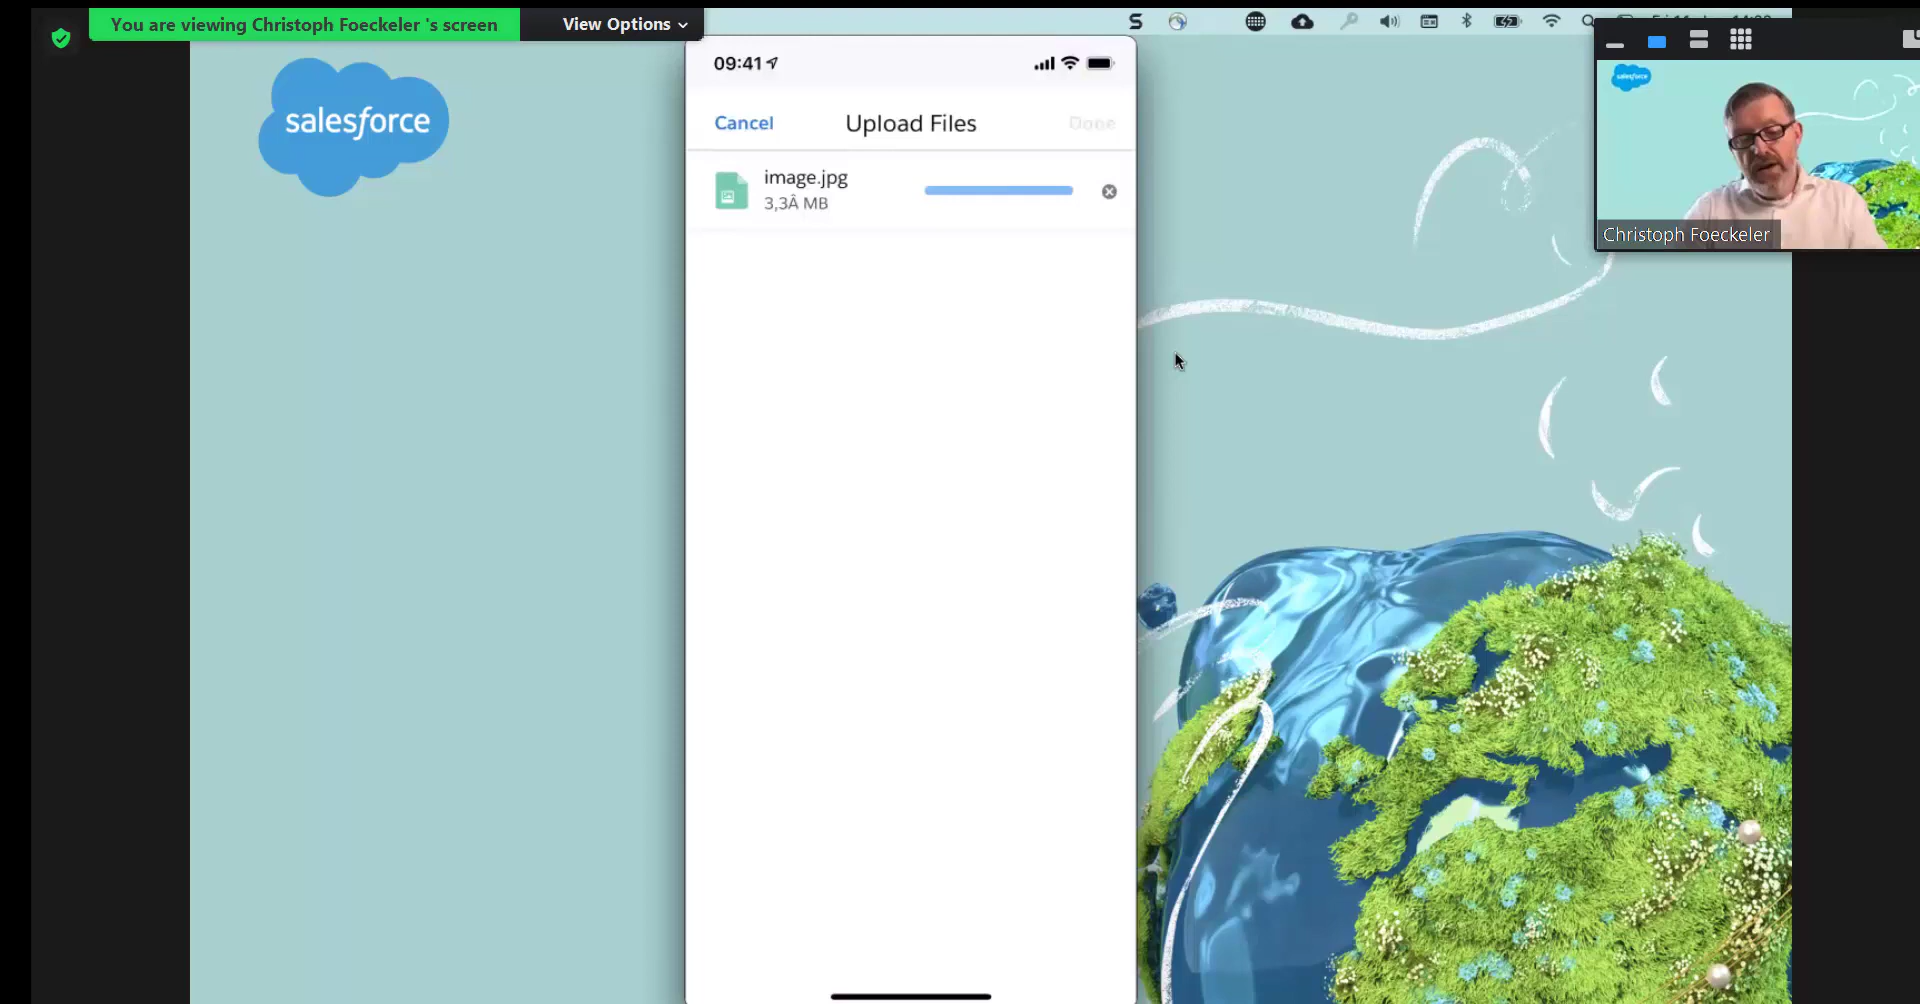 You are viewing Christoph Foeckeler 's screen
View Options
salesforce
09:41
Cancel
Upload Files
Done
image.jpg
3,3Â MB
salesforce
Christoph Foeckeler